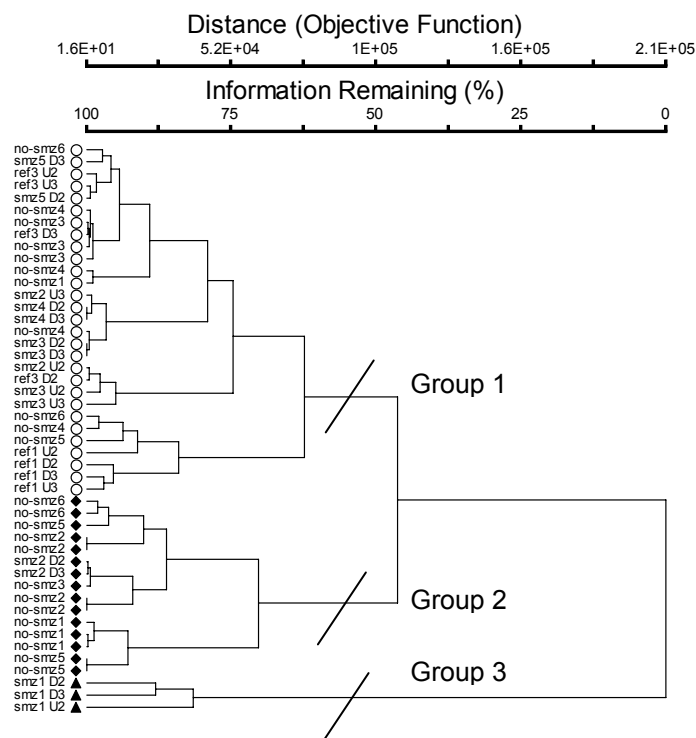 Distance (Objective Function)
1.6E+01 5.2E+04 1E+05 1.6E+05 2.1E+05
Information Remaining (%)
100 75 50 25 0
no-smz6
smz5 D3
ref3 U2
ref3 U3
smz5 D2
no-smz4
no-smz3
ref3 D3
no-smz3
no-smz3
no-smz4
no-smz1
smz2 U3
smz4 D2
smz4 D3
no-smz4
smz3 D2
smz3 D3
smz2 U2
ref3 D2
smz3 U2
smz3 U3
no-smz6
no-smz4
no-smz5
ref1 U2
ref1 D2
ref1 D3
ref1 U3
no-smz6
no-smz6
no-smz5
no-smz2
no-smz2
smz2 D2
smz2 D3
no-smz3
no-smz2
no-smz2
no-smz1
no-smz1
no-smz1
no-smz5
no-smz5
smz1 D2
smz1 D3
smz1 U2
Group 1
Group 2
Group 3